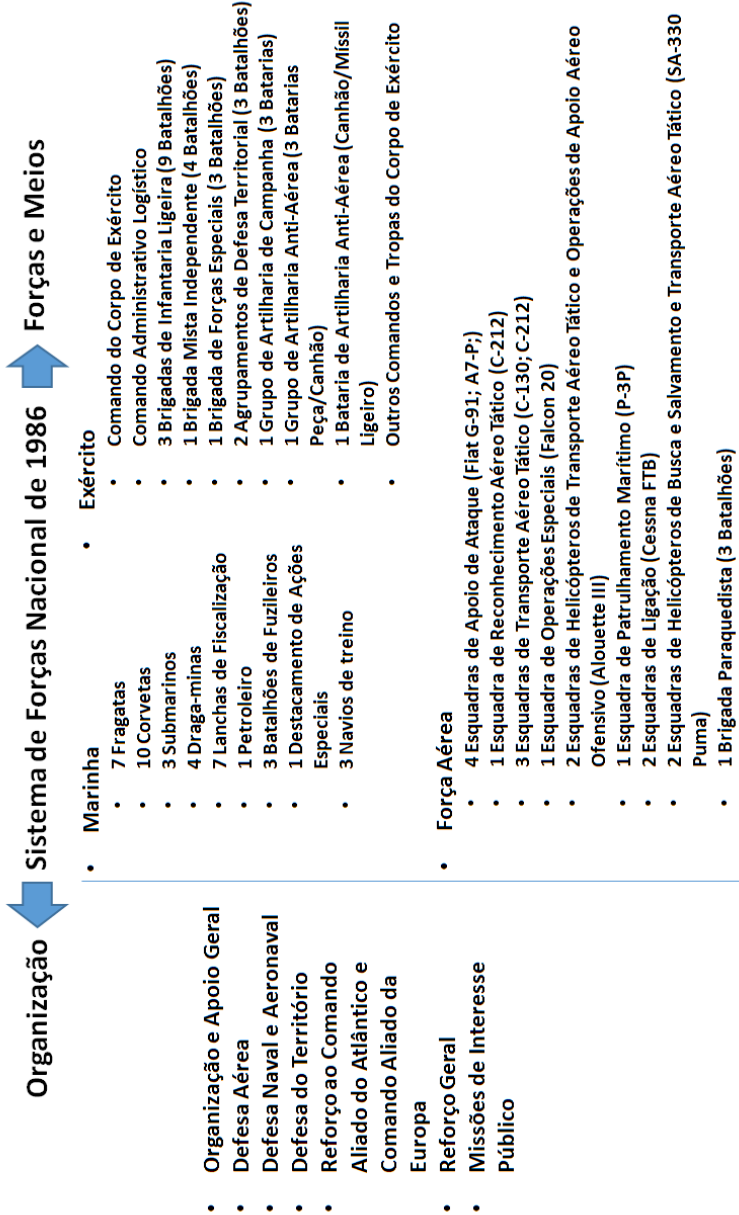 Organização Sistema de Forças Nacional de 1986 Forças e Meios
• Organização e Apoio Geral
• Defesa Aérea
• Defesa Naval e Aeronaval
• Defesa do Território
• Reforço ao Comando
Aliado do Atlântico e
Comando Aliado da
Europa
• Reforço Geral
• Missões de Interesse
Público
• Marinha
• 7 Fragatas
• 10 Corvetas
• 3 Submarinos
• 4 Draga-minas
• 7 Lanchas de Fiscalização
• 1 Petroleiro
• 3 Batalhões de Fuzileiros
• 1 Destacamento de Ações
Especiais
• 3 Navios de treino
• Exército
• Comando do Corpo de Exército
• Comando Administrativo Logístico
• 3 Brigadas de Infantaria Ligeira (9 Batalhões)
• 1 Brigada Mista Independente (4 Batalhões)
• 1 Brigada de Forças Especiais (3 Batalhões)
• 2 Agrupamentos de Defesa Territorial (3 Batalhões)
• 1 Grupo de Artilharia de Campanha (3 Batarias)
• 1 Grupo de Artilharia Anti-Aérea (3 Batarias
Peça/Canhão)
• 1 Bataria de Artilharia Anti-Aérea (Canhão/Míssil
Ligeiro)
• Outros Comandos e Tropas do Corpo de Exército
• Força Aérea
• 4 Esquadras de Apoio de Ataque (Fiat G-91; A7-P;)
• 1 Esquadra de Reconhecimento Aéreo Tático (C-212)
• 3 Esquadras de Transporte Aéreo Tático (C-130; C-212)
• 1 Esquadra de Operações Especiais (Falcon 20)
• 2 Esquadras de Helicópteros de Transporte Aéreo Tático e Operações de Apoio Aéreo
Ofensivo (Alouette III)
• 1 Esquadra de Patrulhamento Marítimo (P-3P)
• 2 Esquadras de Ligação (Cessna FTB)
• 2 Esquadras de Helicópteros de Busca e Salvamento e Transporte Aéreo Tático (SA-330
Puma)
• 1 Brigada Paraquedista (3 Batalhões)